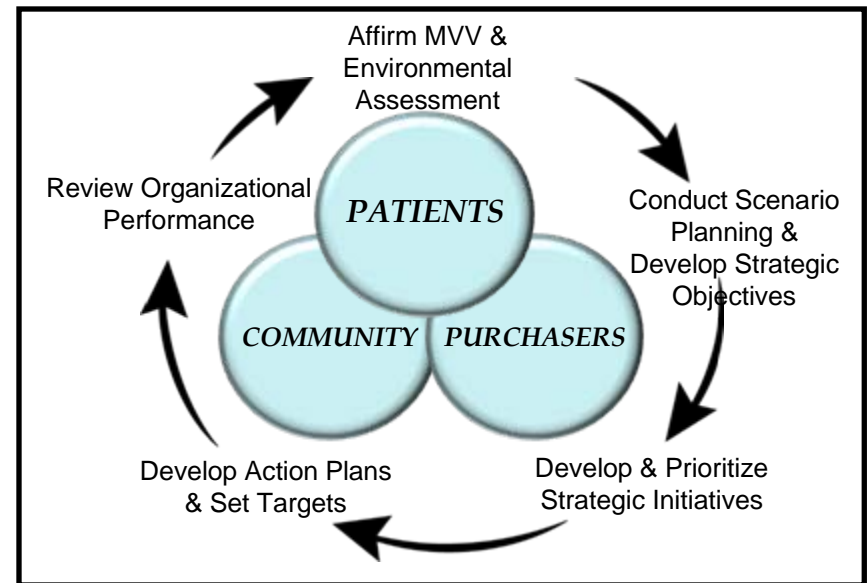 Affirm MVV &
Environmental
Assessment
Review Organizational
Performance
PATIENTS
Conduct Scenario
Planning &
Develop Strategic
Objectives
COMMUNITY
PURCHASERS
Develop Action Plans
& Set Targets
Develop & Prioritize
Strategic Initiatives